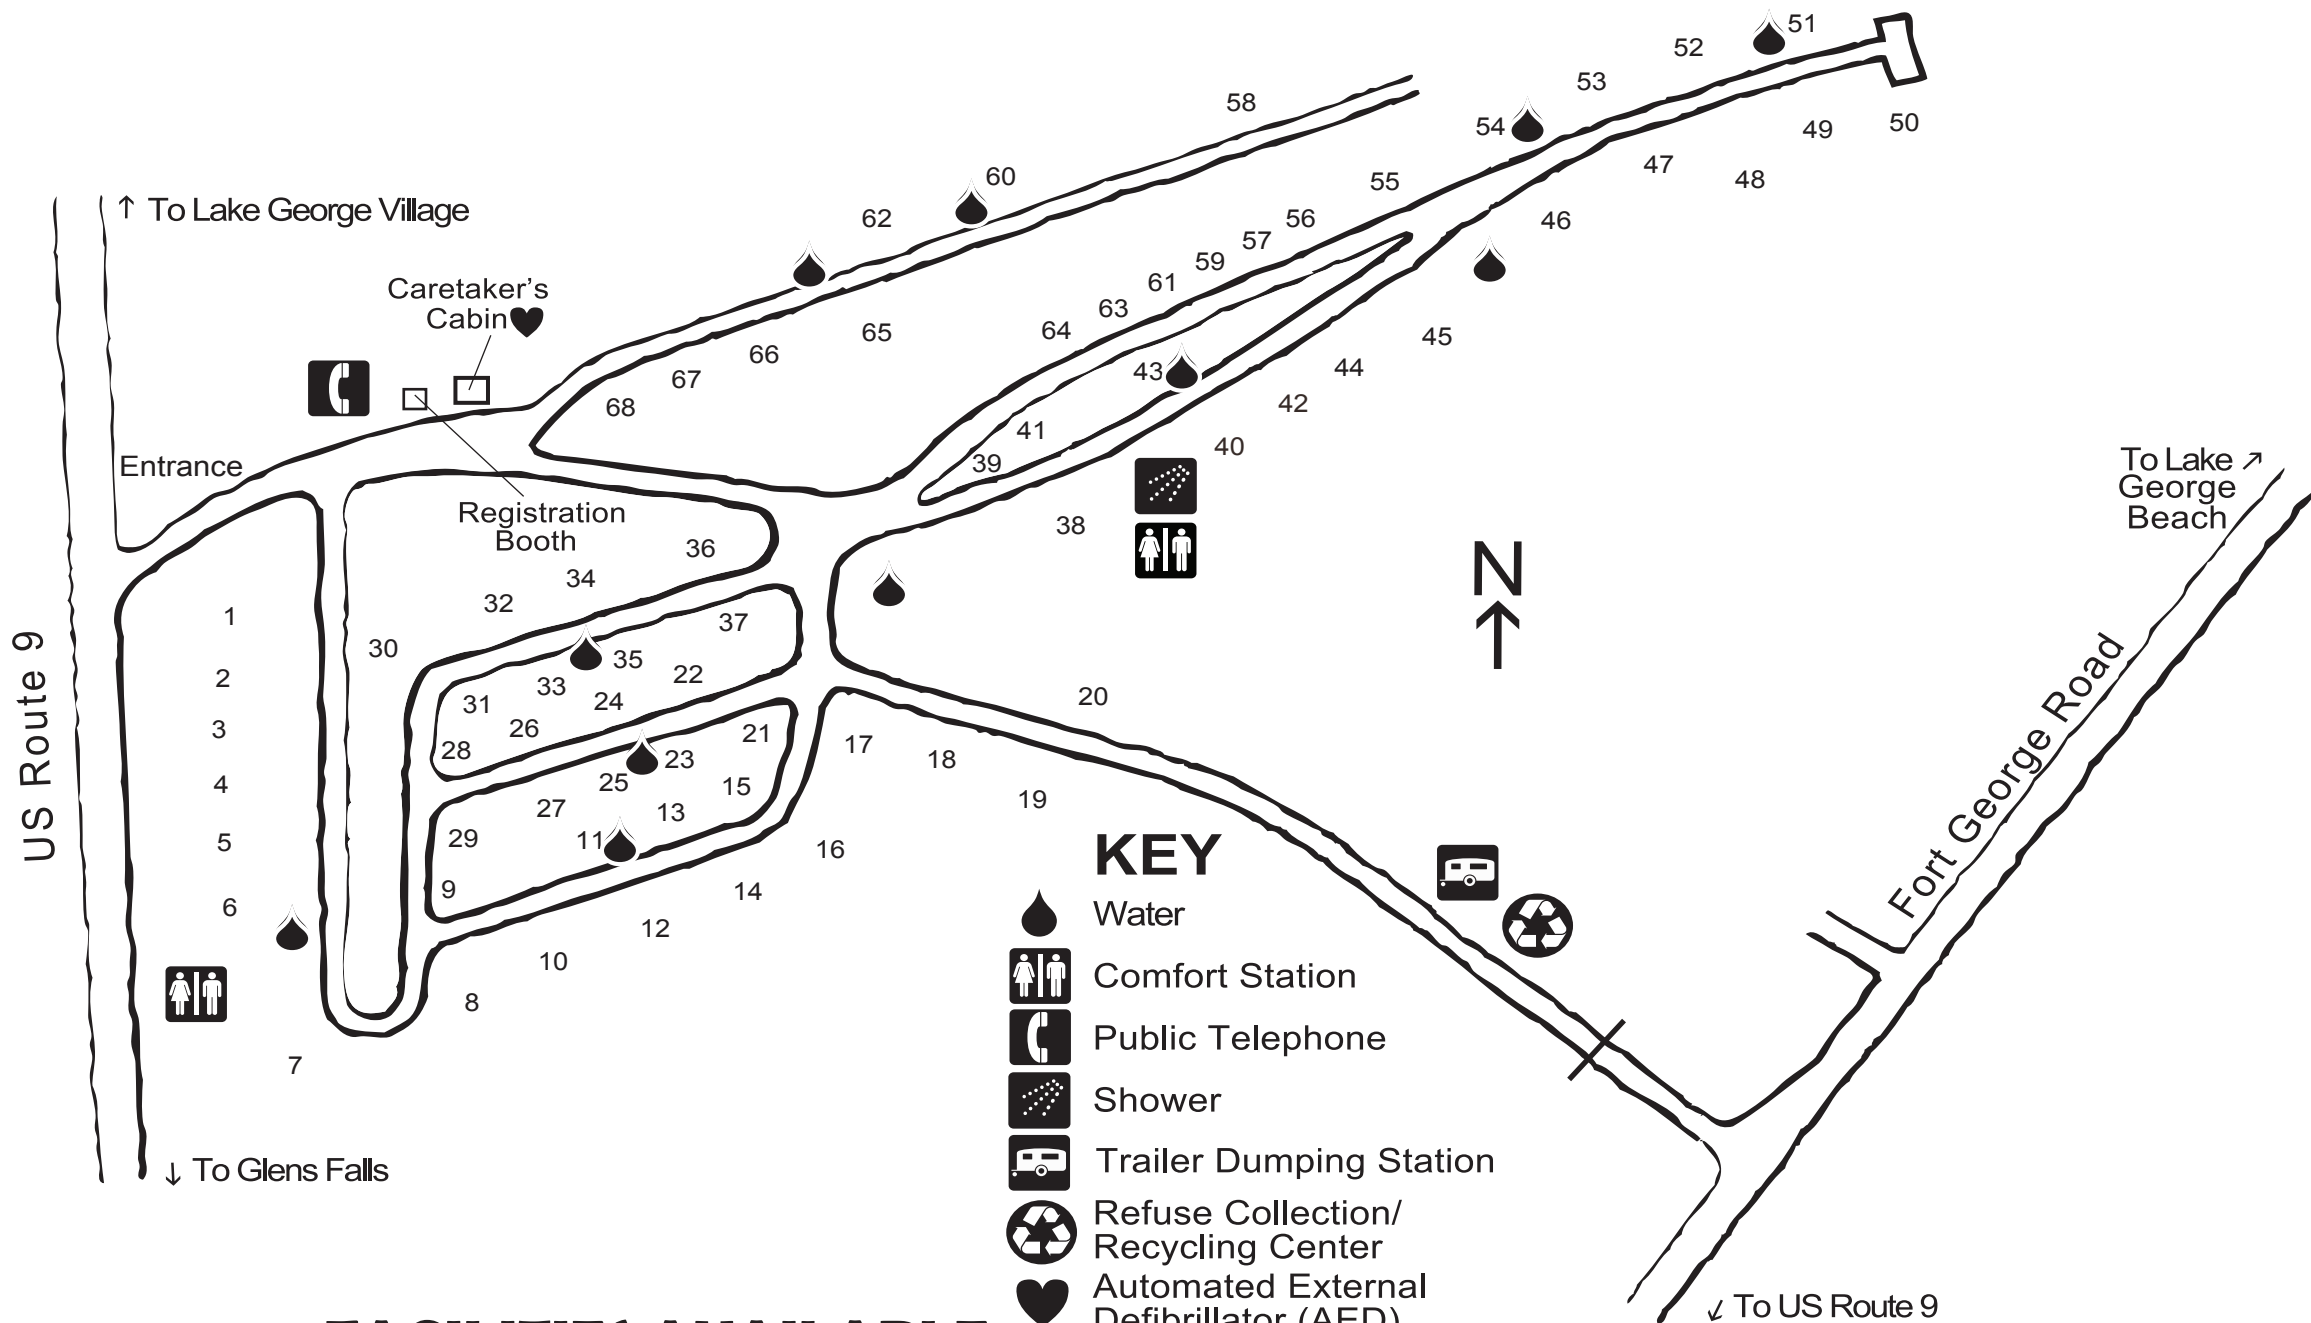 51
52
53
58
54
50
49
47
48
60
55
62
56
46
57
59
61
63
64
45
↑ To Lake George Village
Caretaker's
Cabin
65
66
67
68
43
44
42
41
40
39
38
Entrance
Registration
Booth
36
34
32
30
1
2
3
4
5
6
7
US Route 9
37
35
33
31
22
24
26
28
21
23
25
27
29
15
13
11
9
17
18
19
20
16
14
12
10
8
N
↑
To Lake ↗
George
Beach
Fort George Road
KEY
Water
Comfort Station
Public Telephone
Shower
Trailer Dumping Station
Refuse Collection/
Recycling Center
Automated External
Defibrillator (AED)
↓ To Glens Falls
↙ To US Route 9
FACILITIES AVAILABLE